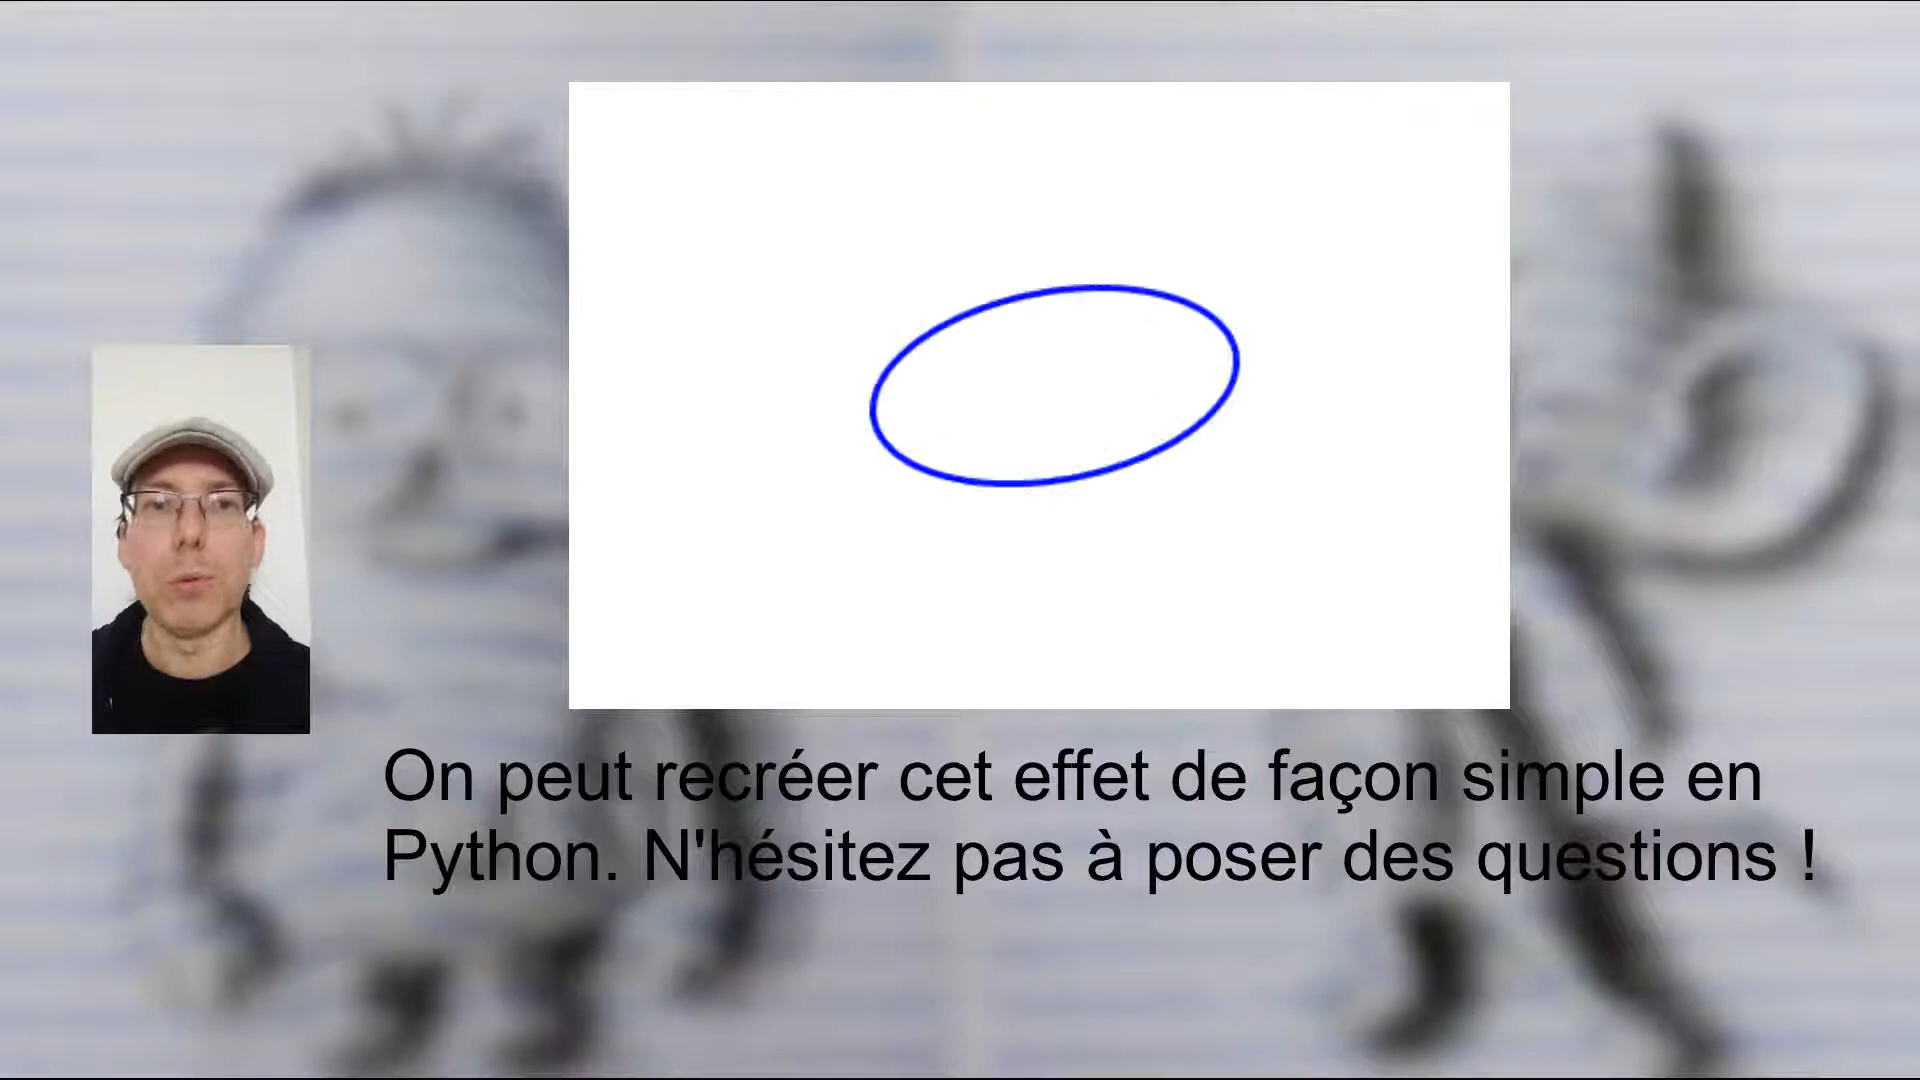 On peut recréer cet effet de façon simple en
Python. N'hésitez pas à poser des questions !